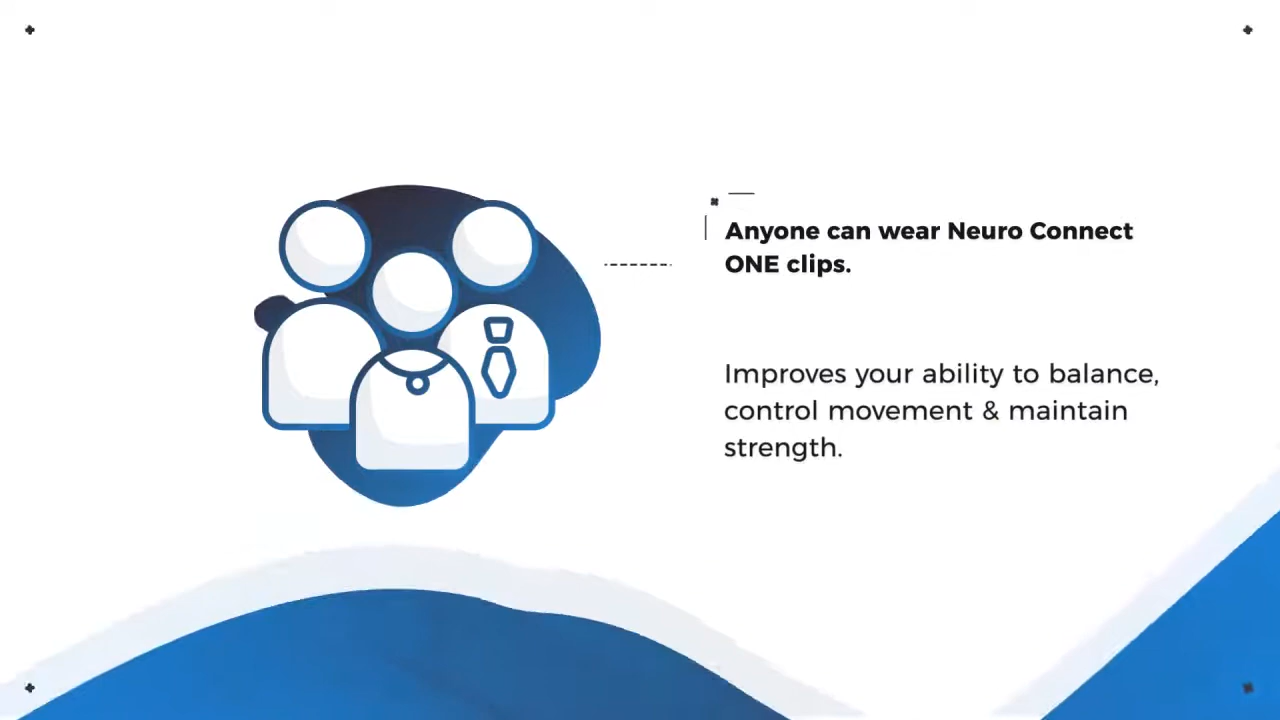 Anyone can wear Neuro Connect
ONE clips.
Improves your ability to balance,
control movement & maintain
strength.